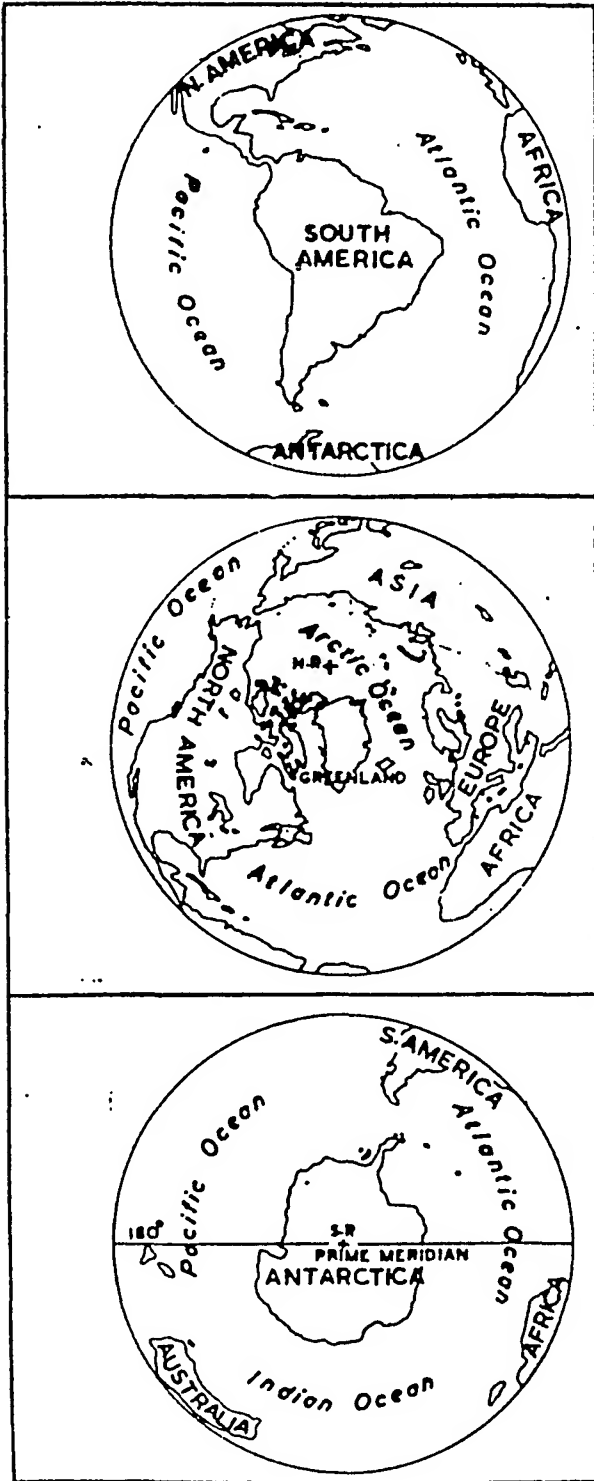 N. AMERICA
Atlantic Ocean
AFRICA
Pacific Ocean
SOUTH
AMERICA
ANTARCTICA
Pacific Ocean
ASIA
Arctic Ocean
N.P.
NORTH AMERICA
EUROPE
GREENLAND
AFRICA
Atlantic Ocean
S. AMERICA
Pacific Ocean
Atlantic Ocean
180°
S.P.
PRIME MERIDIAN
ANTARCTICA
AFRICA
Indian Ocean
AUSTRALIA